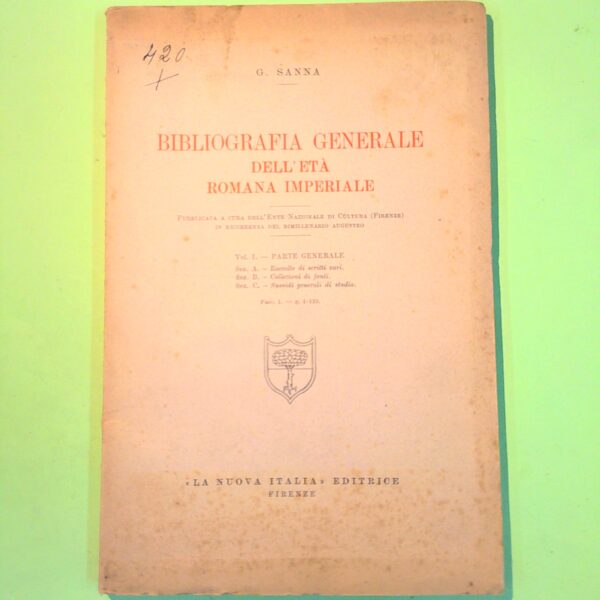 420
G. SANNA
BIBLIOGRAFIA GENERALE
DELL'ETÀ
ROMANA IMPERIALE
PUBBLICATA A CURA DELL'ENTE NAZIONALE DI CULTURA (FIRENZE)
IN RICORRENZA DEL BIMILLENARIO AUGUSTEO
Vol. I. — PARTE GENERALE.
Sez. A. - Raccolte di scritti vari.
Sez. B. - Collezioni di fonti.
Sez. C. - Sussidi generali di studio.
Fasc. I. — p. 1-
«LA NUOVA ITALIA» EDITRICE
FIRENZE